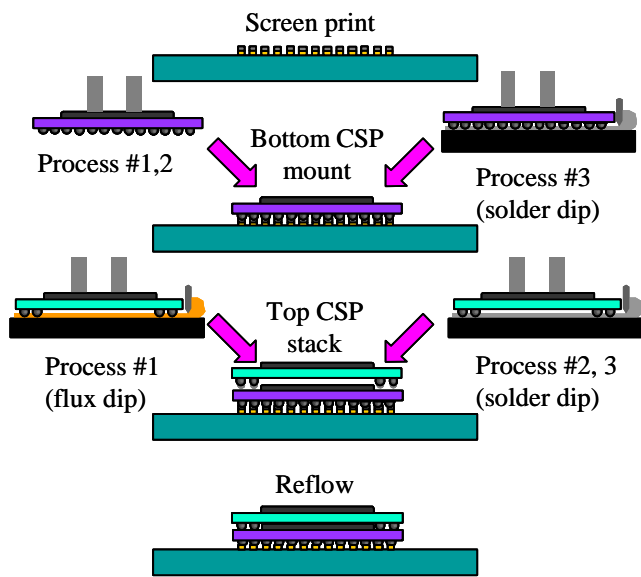 Screen print
Process #1,2
Bottom CSP
mount
Process #3
(solder dip)
Process #1
(flux dip)
Top CSP
stack
Process #2, 3
(solder dip)
Reflow